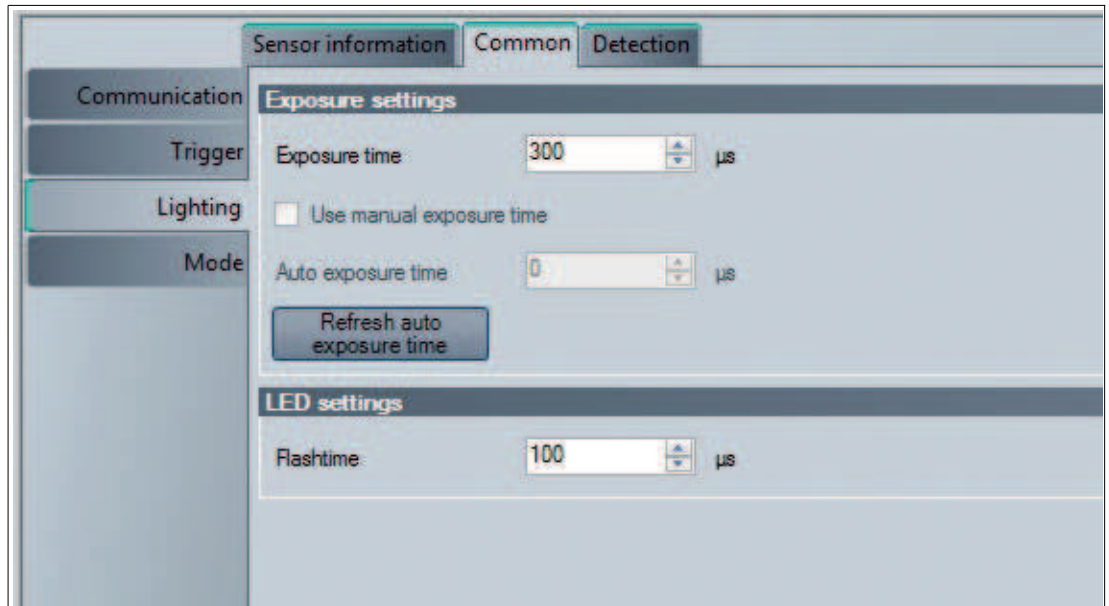 Sensor information Common Detection
Communication
Trigger
Lighting
Mode
Exposure settings
Exposure time 300 µs
Use manual exposure time
Auto exposure time 0 µs
Refresh auto
exposure time
LED settings
Flashtime 100 µs